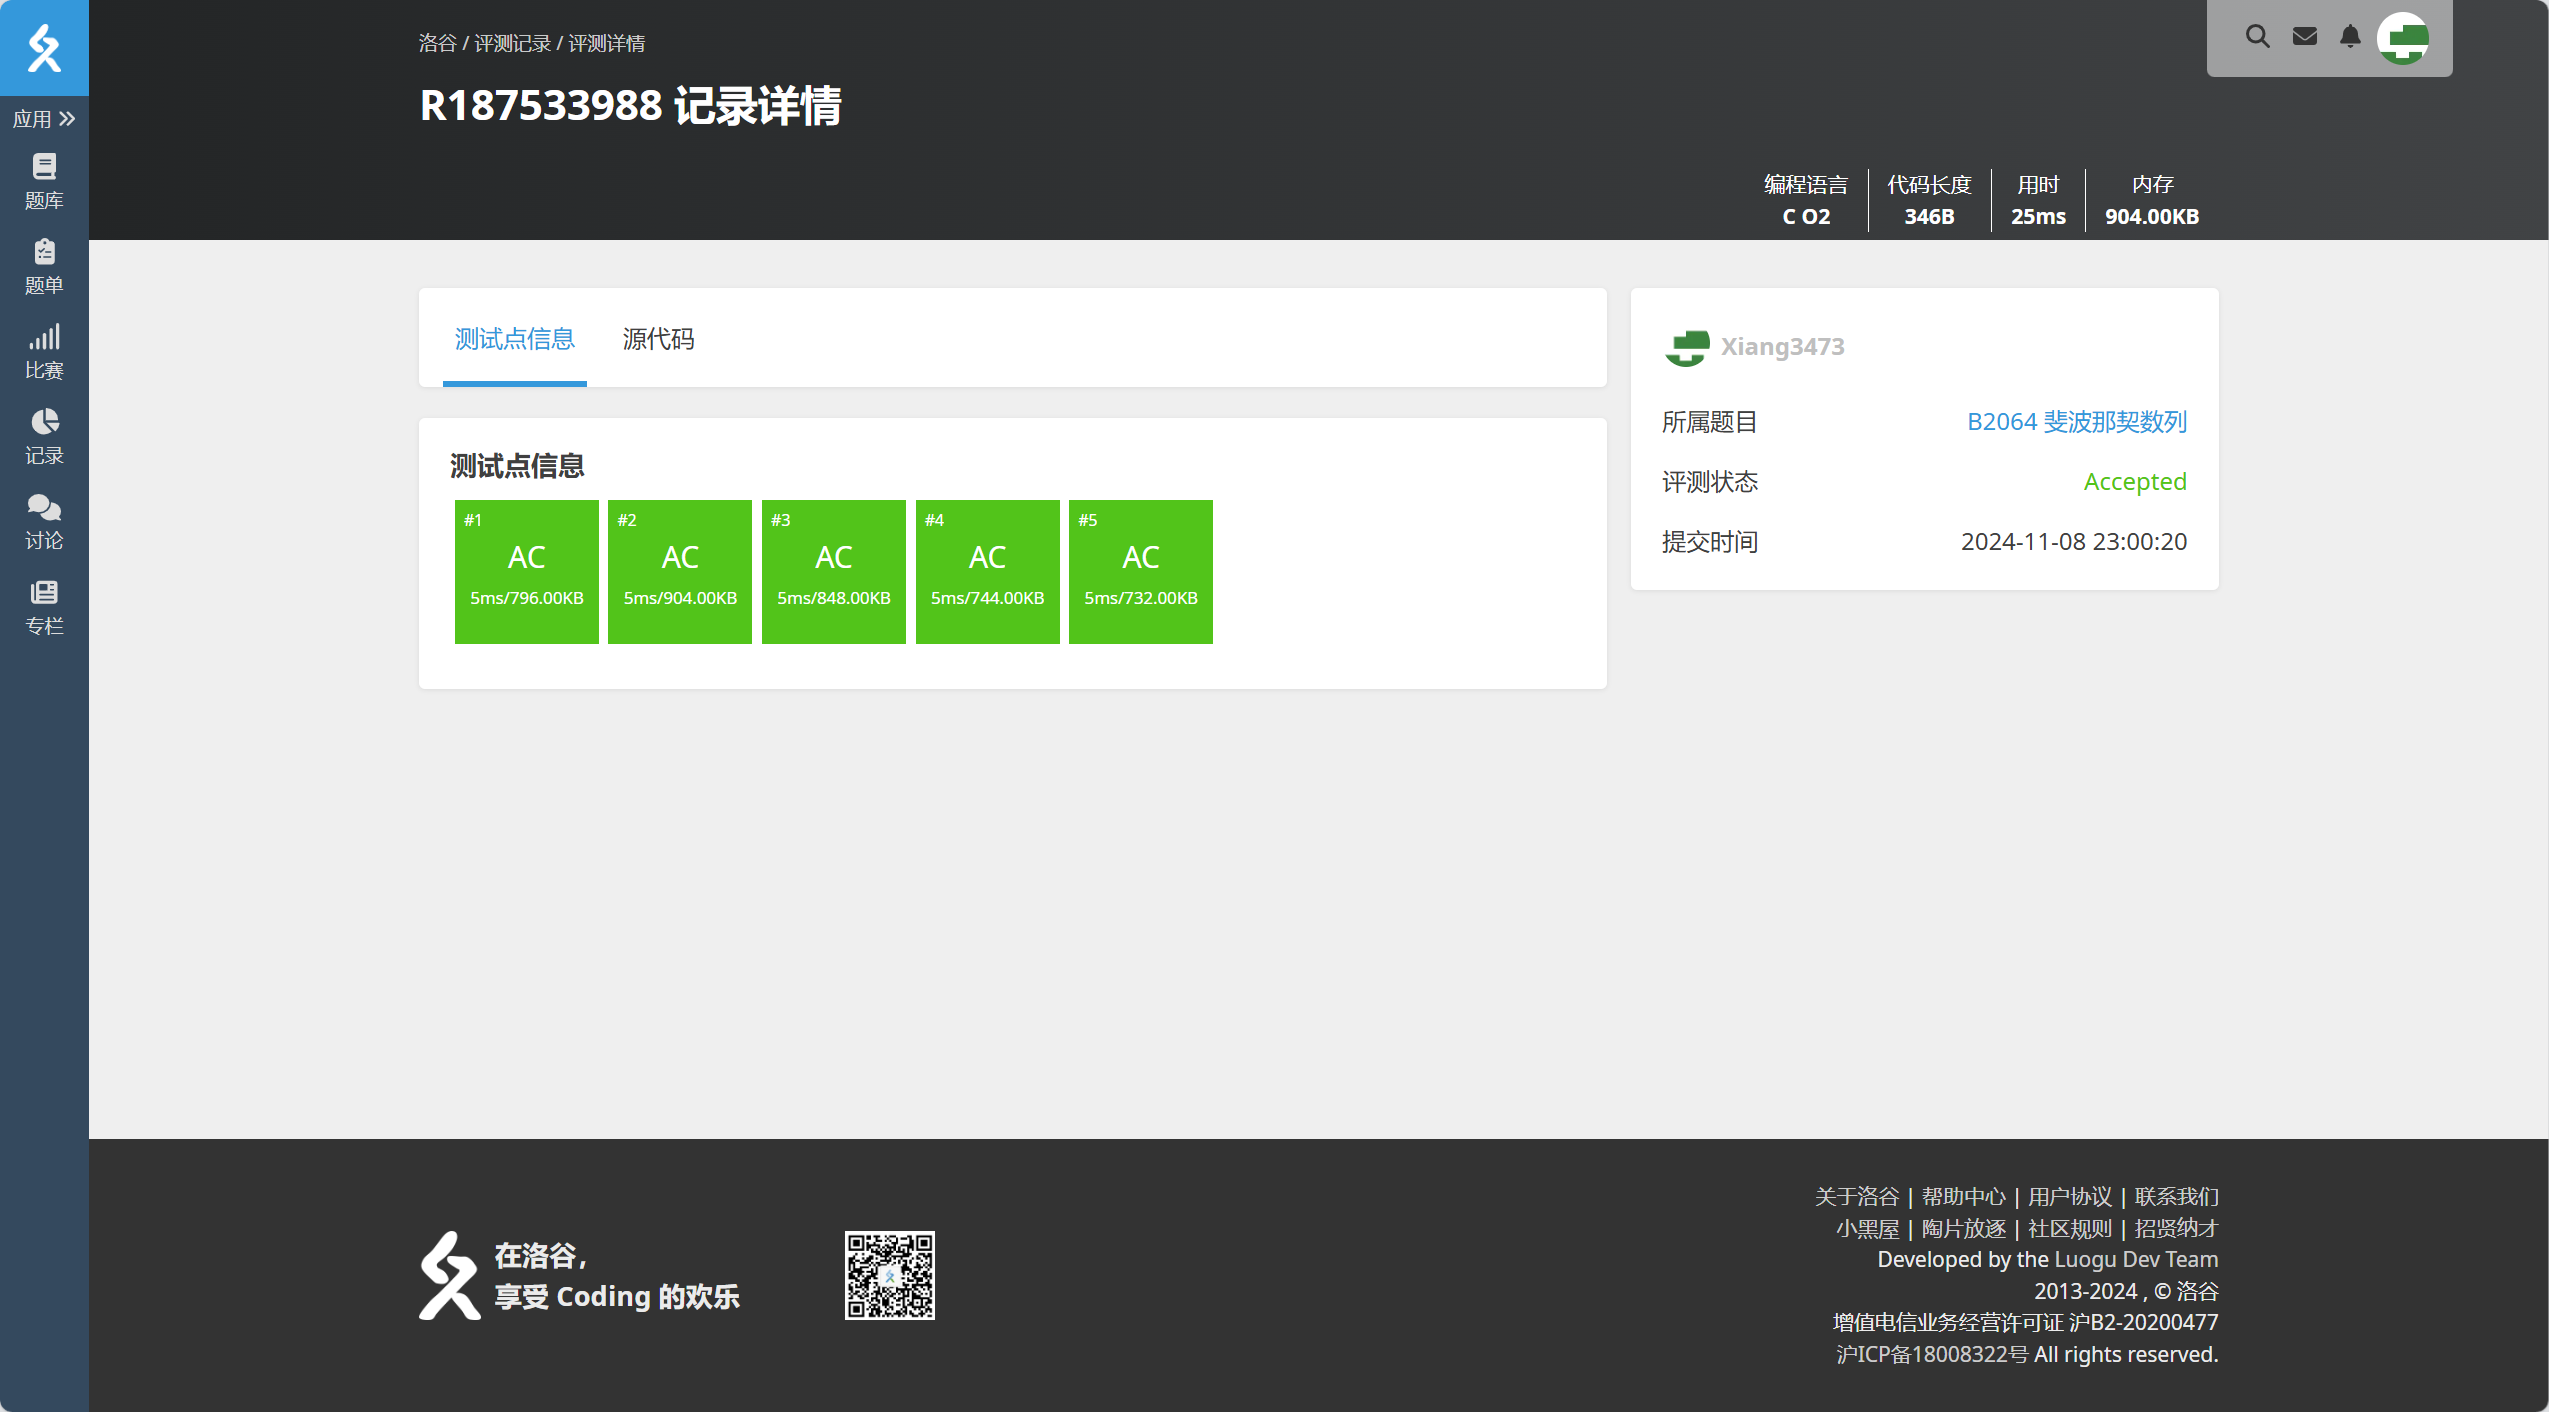 洛谷 / 评测记录 / 评测详情
R187533988 记录详情
编程语言
C O2
代码长度
346B
用时
25ms
内存
904.00KB
应用
题库
题单
比赛
记录
讨论
专栏
测试点信息
源代码
测试点信息
#1
AC
5ms/796.00KB
#2
AC
5ms/904.00KB
#3
AC
5ms/848.00KB
#4
AC
5ms/744.00KB
#5
AC
5ms/732.00KB
Xiang3473
所属题目 B2064 斐波那契数列
评测状态 Accepted
提交时间 2024-11-08 23:00:20
在洛谷,
享受 Coding 的欢乐
关于洛谷 | 帮助中心 | 用户协议 | 联系我们
小黑屋 | 陶片放逐 | 社区规则 | 招贤纳才
Developed by the Luogu Dev Team
2013-2024 , © 洛谷
增值电信业务经营许可证 沪B2-20200477
沪ICP备18008322号 All rights reserved.